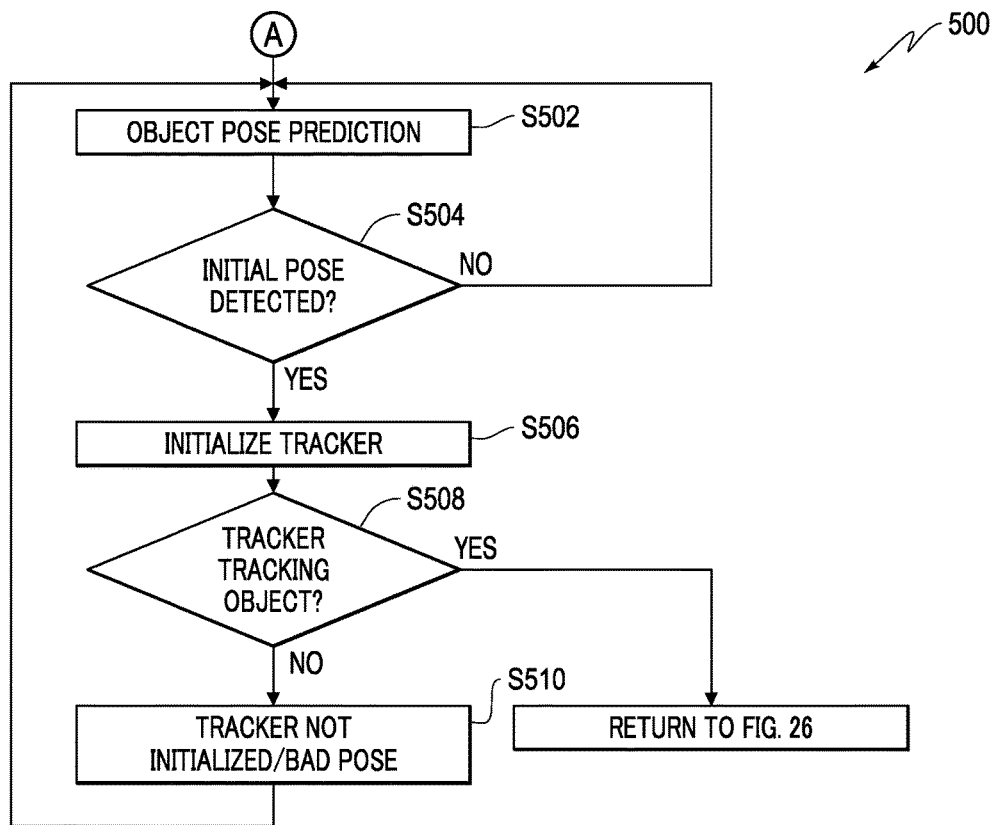 500
A
OBJECT POSE PREDICTION
S502
S504
INITIAL POSE
DETECTED?
NO
YES
INITIALIZE TRACKER
S506
S508
TRACKER
TRACKING
OBJECT?
YES
NO
S510
TRACKER NOT
INITIALIZED/BAD POSE
RETURN TO FIG. 26